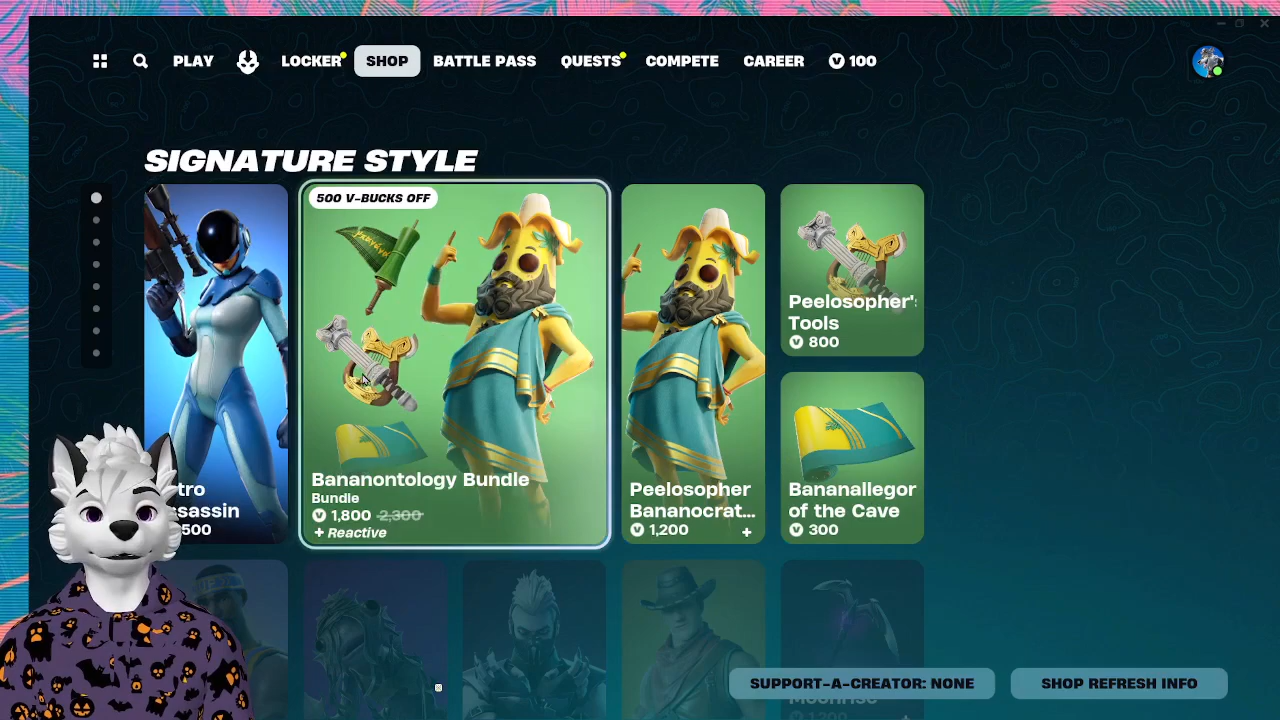 PLAY
LOCKER
SHOP
BATTLE PASS
QUESTS
COMPETE
CAREER
100
SIGNATURE STYLE
500 V-BUCKS OFF
Bananontology Bundle
Bundle
1,800 2,300
+ Reactive
Peelosopher
Bananocrat...
1,200
Peelosopher's
Tools
800
Bananallegor
of the Cave
300
SUPPORT-A-CREATOR: NONE
SHOP REFRESH INFO